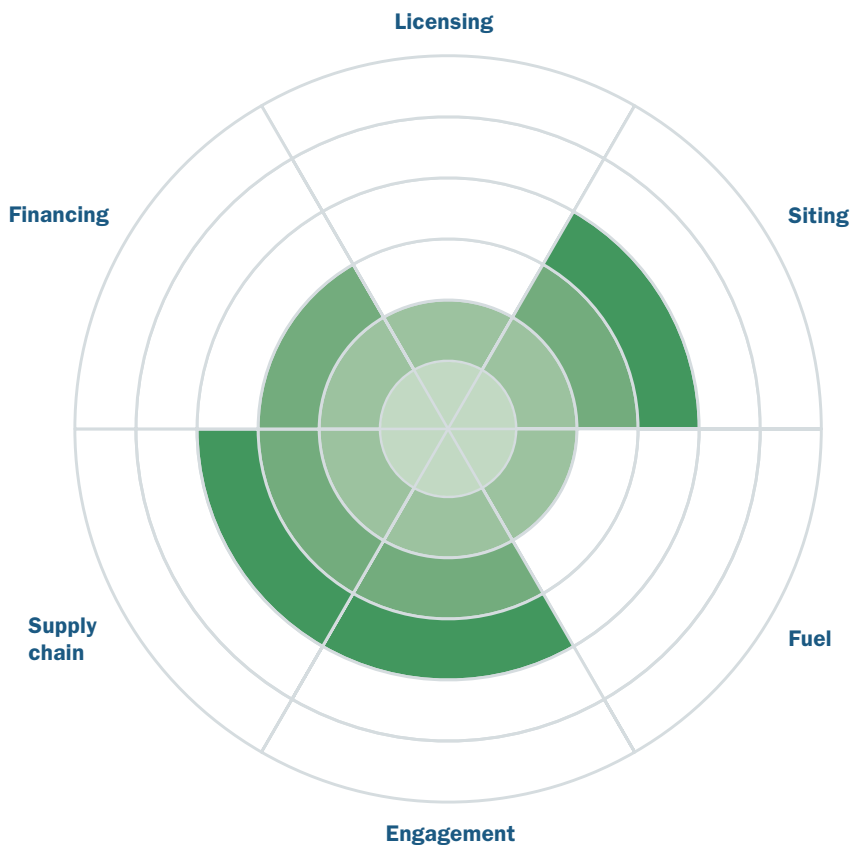 Licensing
Financing
Siting
Supply
chain
Fuel
Engagement